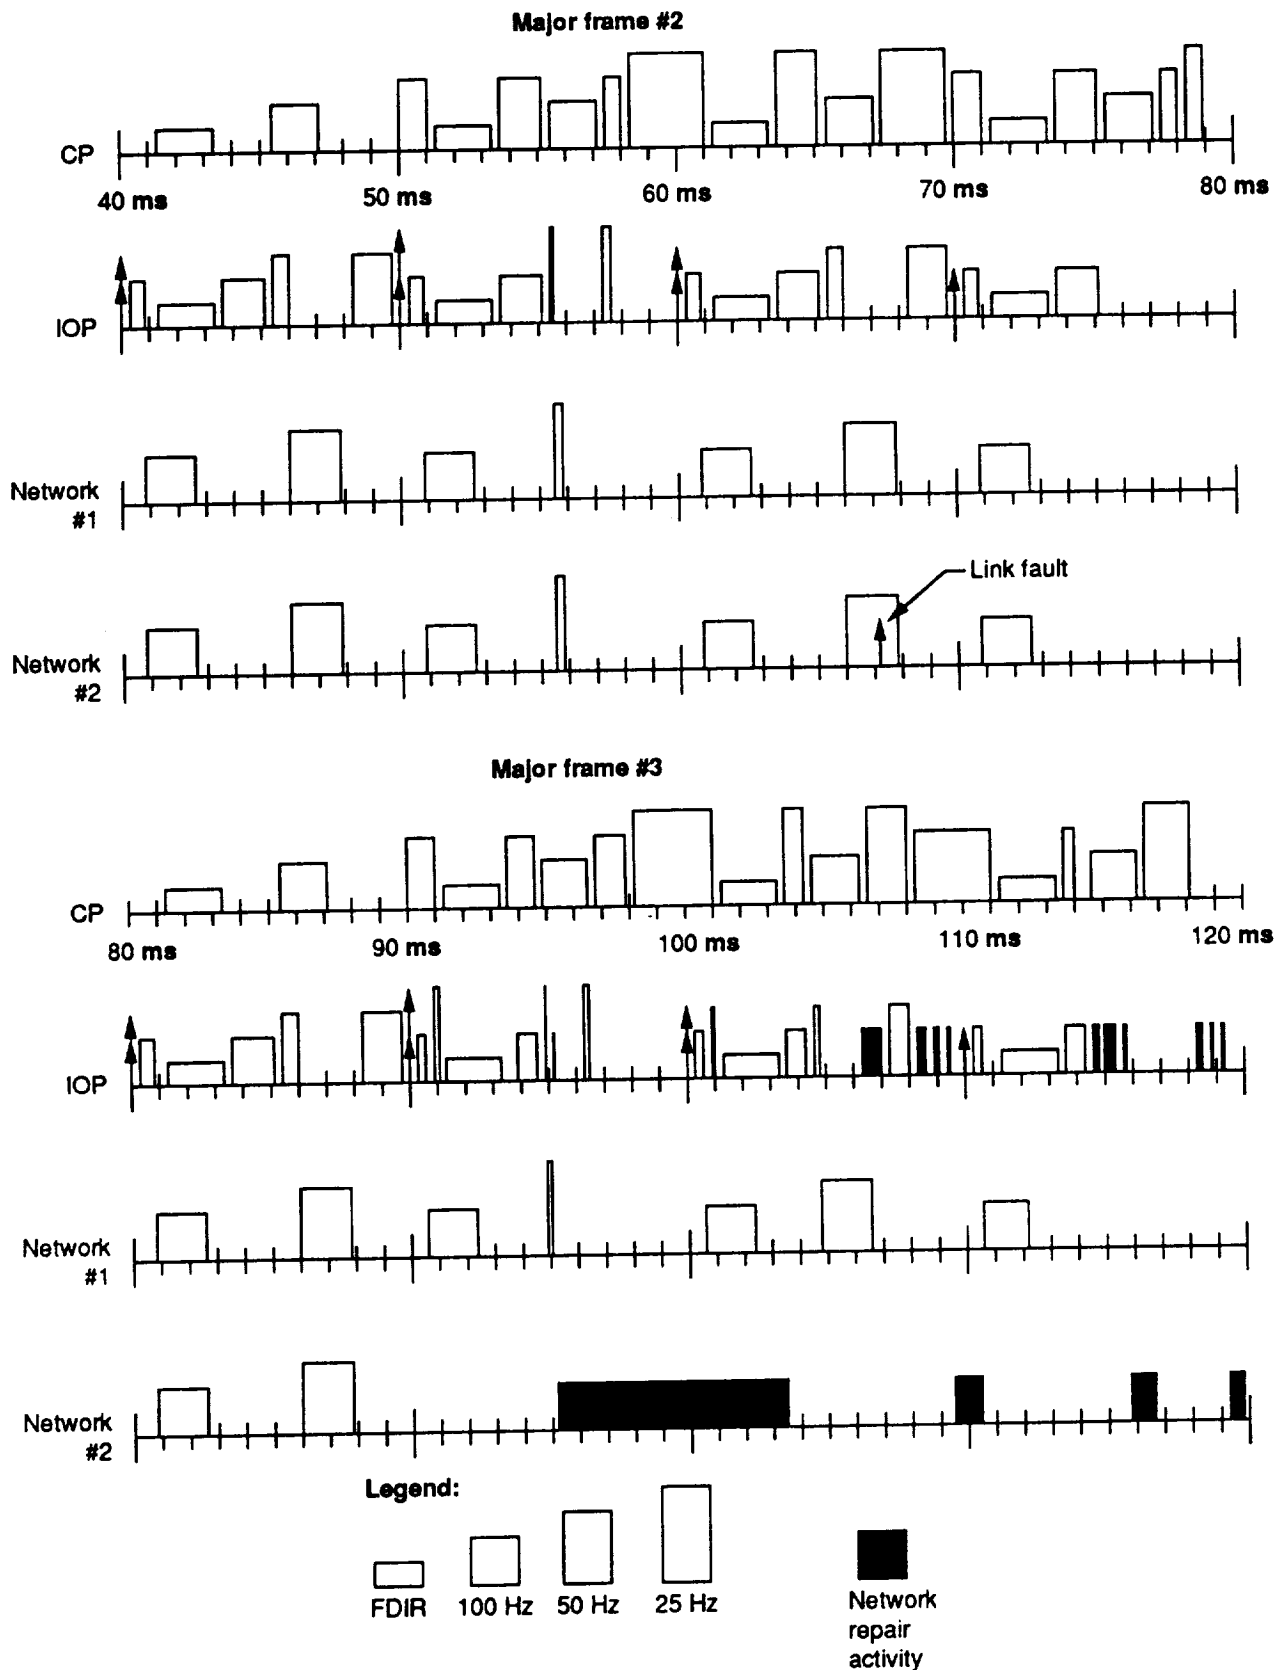 Major frame #2
CP
40 ms
50 ms
60 ms
70 ms
80 ms
IOP
Network
#1
Link fault
Network
#2
Major frame #3
CP
80 ms
90 ms
100 ms
110 ms
120 ms
IOP
Network
#1
Network
#2
Legend:
FDIR
100 Hz
50 Hz
25 Hz
Network
repair
activity